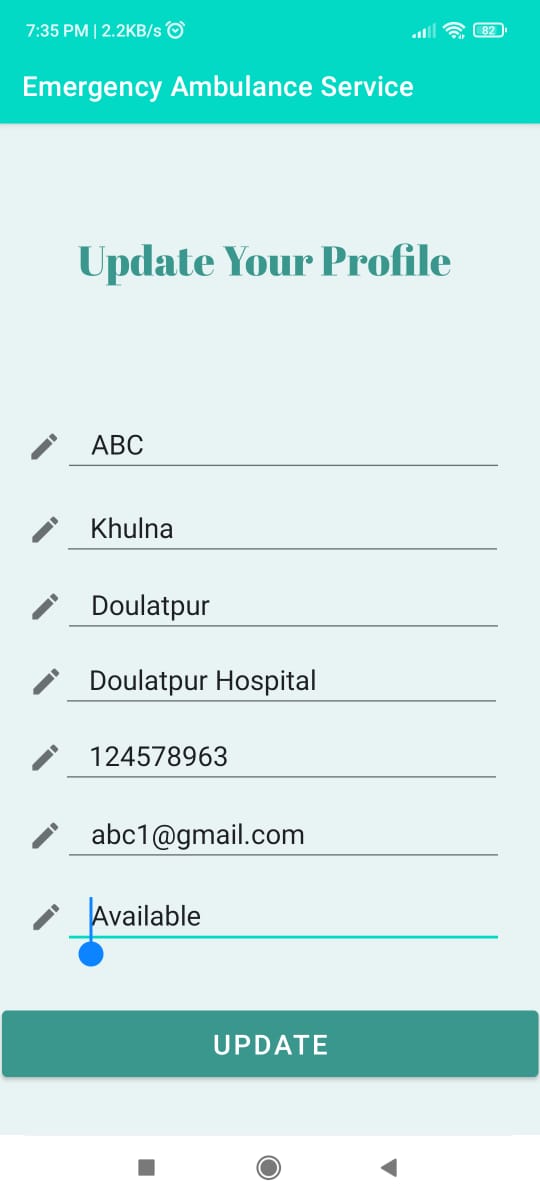 7:35 PM | 2.2KB/s
82
Emergency Ambulance Service
Update Your Profile
ABC
Khulna
Doulatpur
Doulatpur Hospital
124578963
abc1@gmail.com
Available
UPDATE